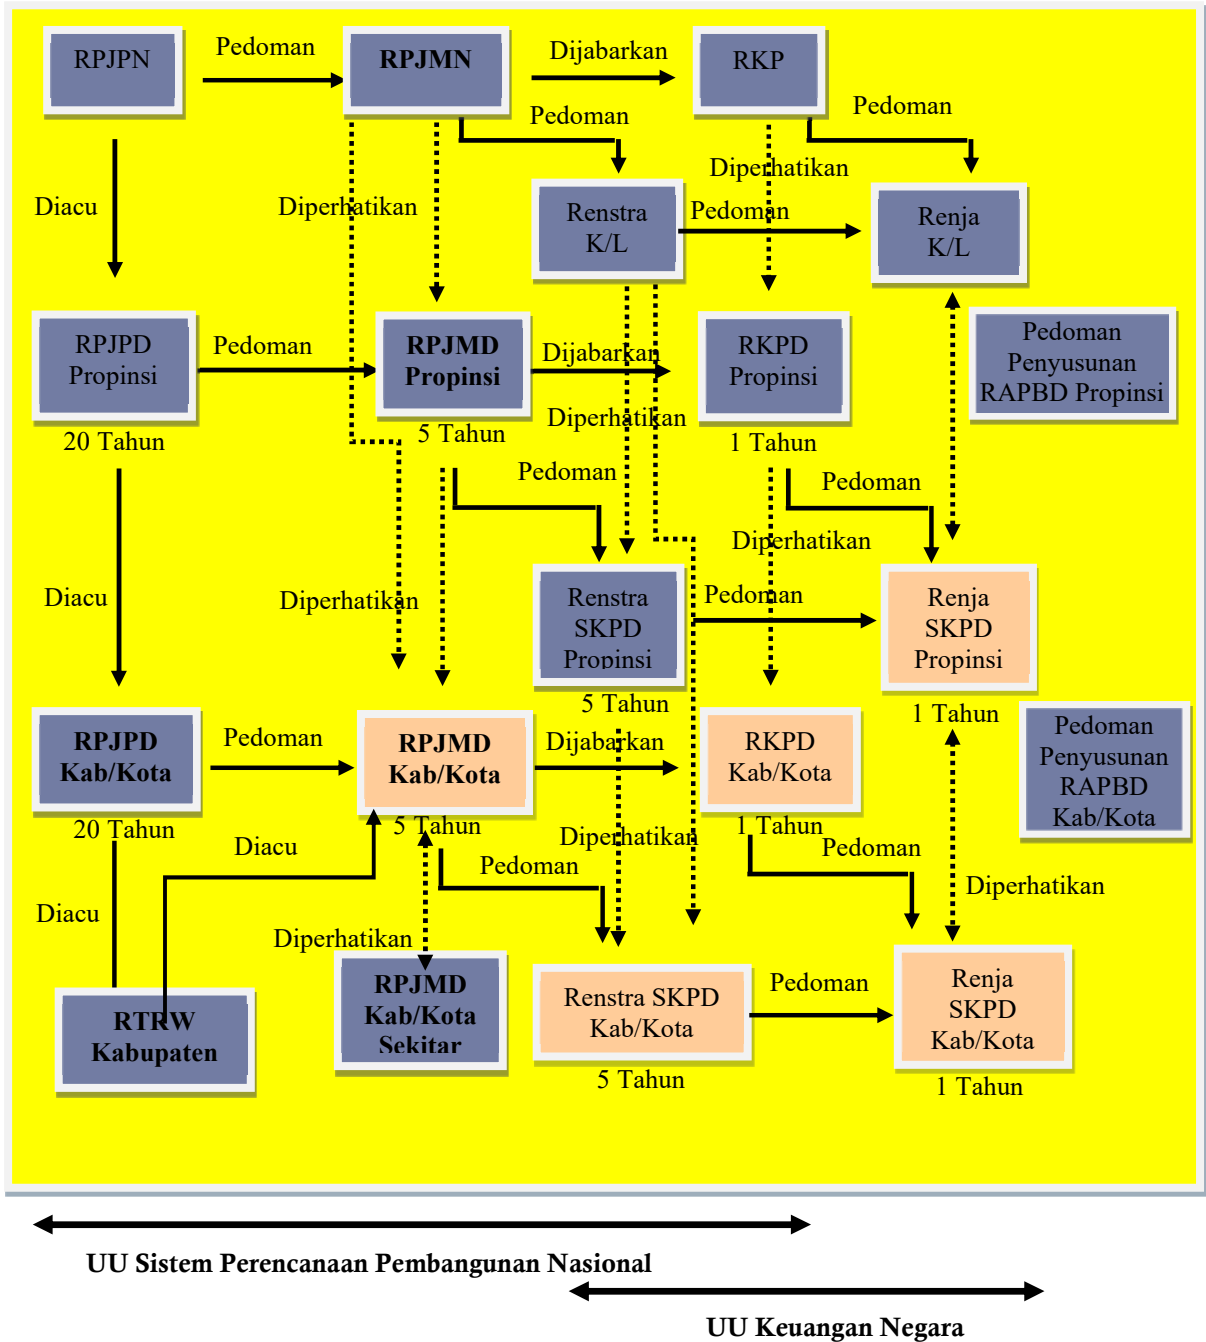 RPJPN
Pedoman
RPJMN
Dijabarkan
RKP
Pedoman
Pedoman
Diacu
Diperhatikan
Diperhatikan
Renstra
K/L
Pedoman
Renja
K/L
RPJPD
Propinsi
Pedoman
RPJMD
Propinsi
Dijabarkan
RKPD
Propinsi
Pedoman
Penyusunan
RAPBD Propinsi
20 Tahun
5 Tahun
Diperhatikan
1 Tahun
Pedoman
Pedoman
Diperhatikan
Diacu
Diperhatikan
Renstra
SKPD
Propinsi
Pedoman
Renja
SKPD
Propinsi
5 Tahun
1 Tahun
RPJPD
Kab/Kota
Pedoman
RPJMD
Kab/Kota
Dijabarkan
RKPD
Kab/Kota
Pedoman
Penyusunan
RAPBD
Kab/Kota
20 Tahun
5 Tahun
1 Tahun
Diacu
Pedoman
Diperhatikan
Pedoman
Diperhatikan
Diacu
Diperhatikan
RTRW
Kabupaten
RPJMD
Kab/Kota
Sekitar
Renstra SKPD
Kab/Kota
Pedoman
Renja
SKPD
Kab/Kota
5 Tahun
1 Tahun
UU Sistem Perencanaan Pembangunan Nasional
UU Keuangan Negara